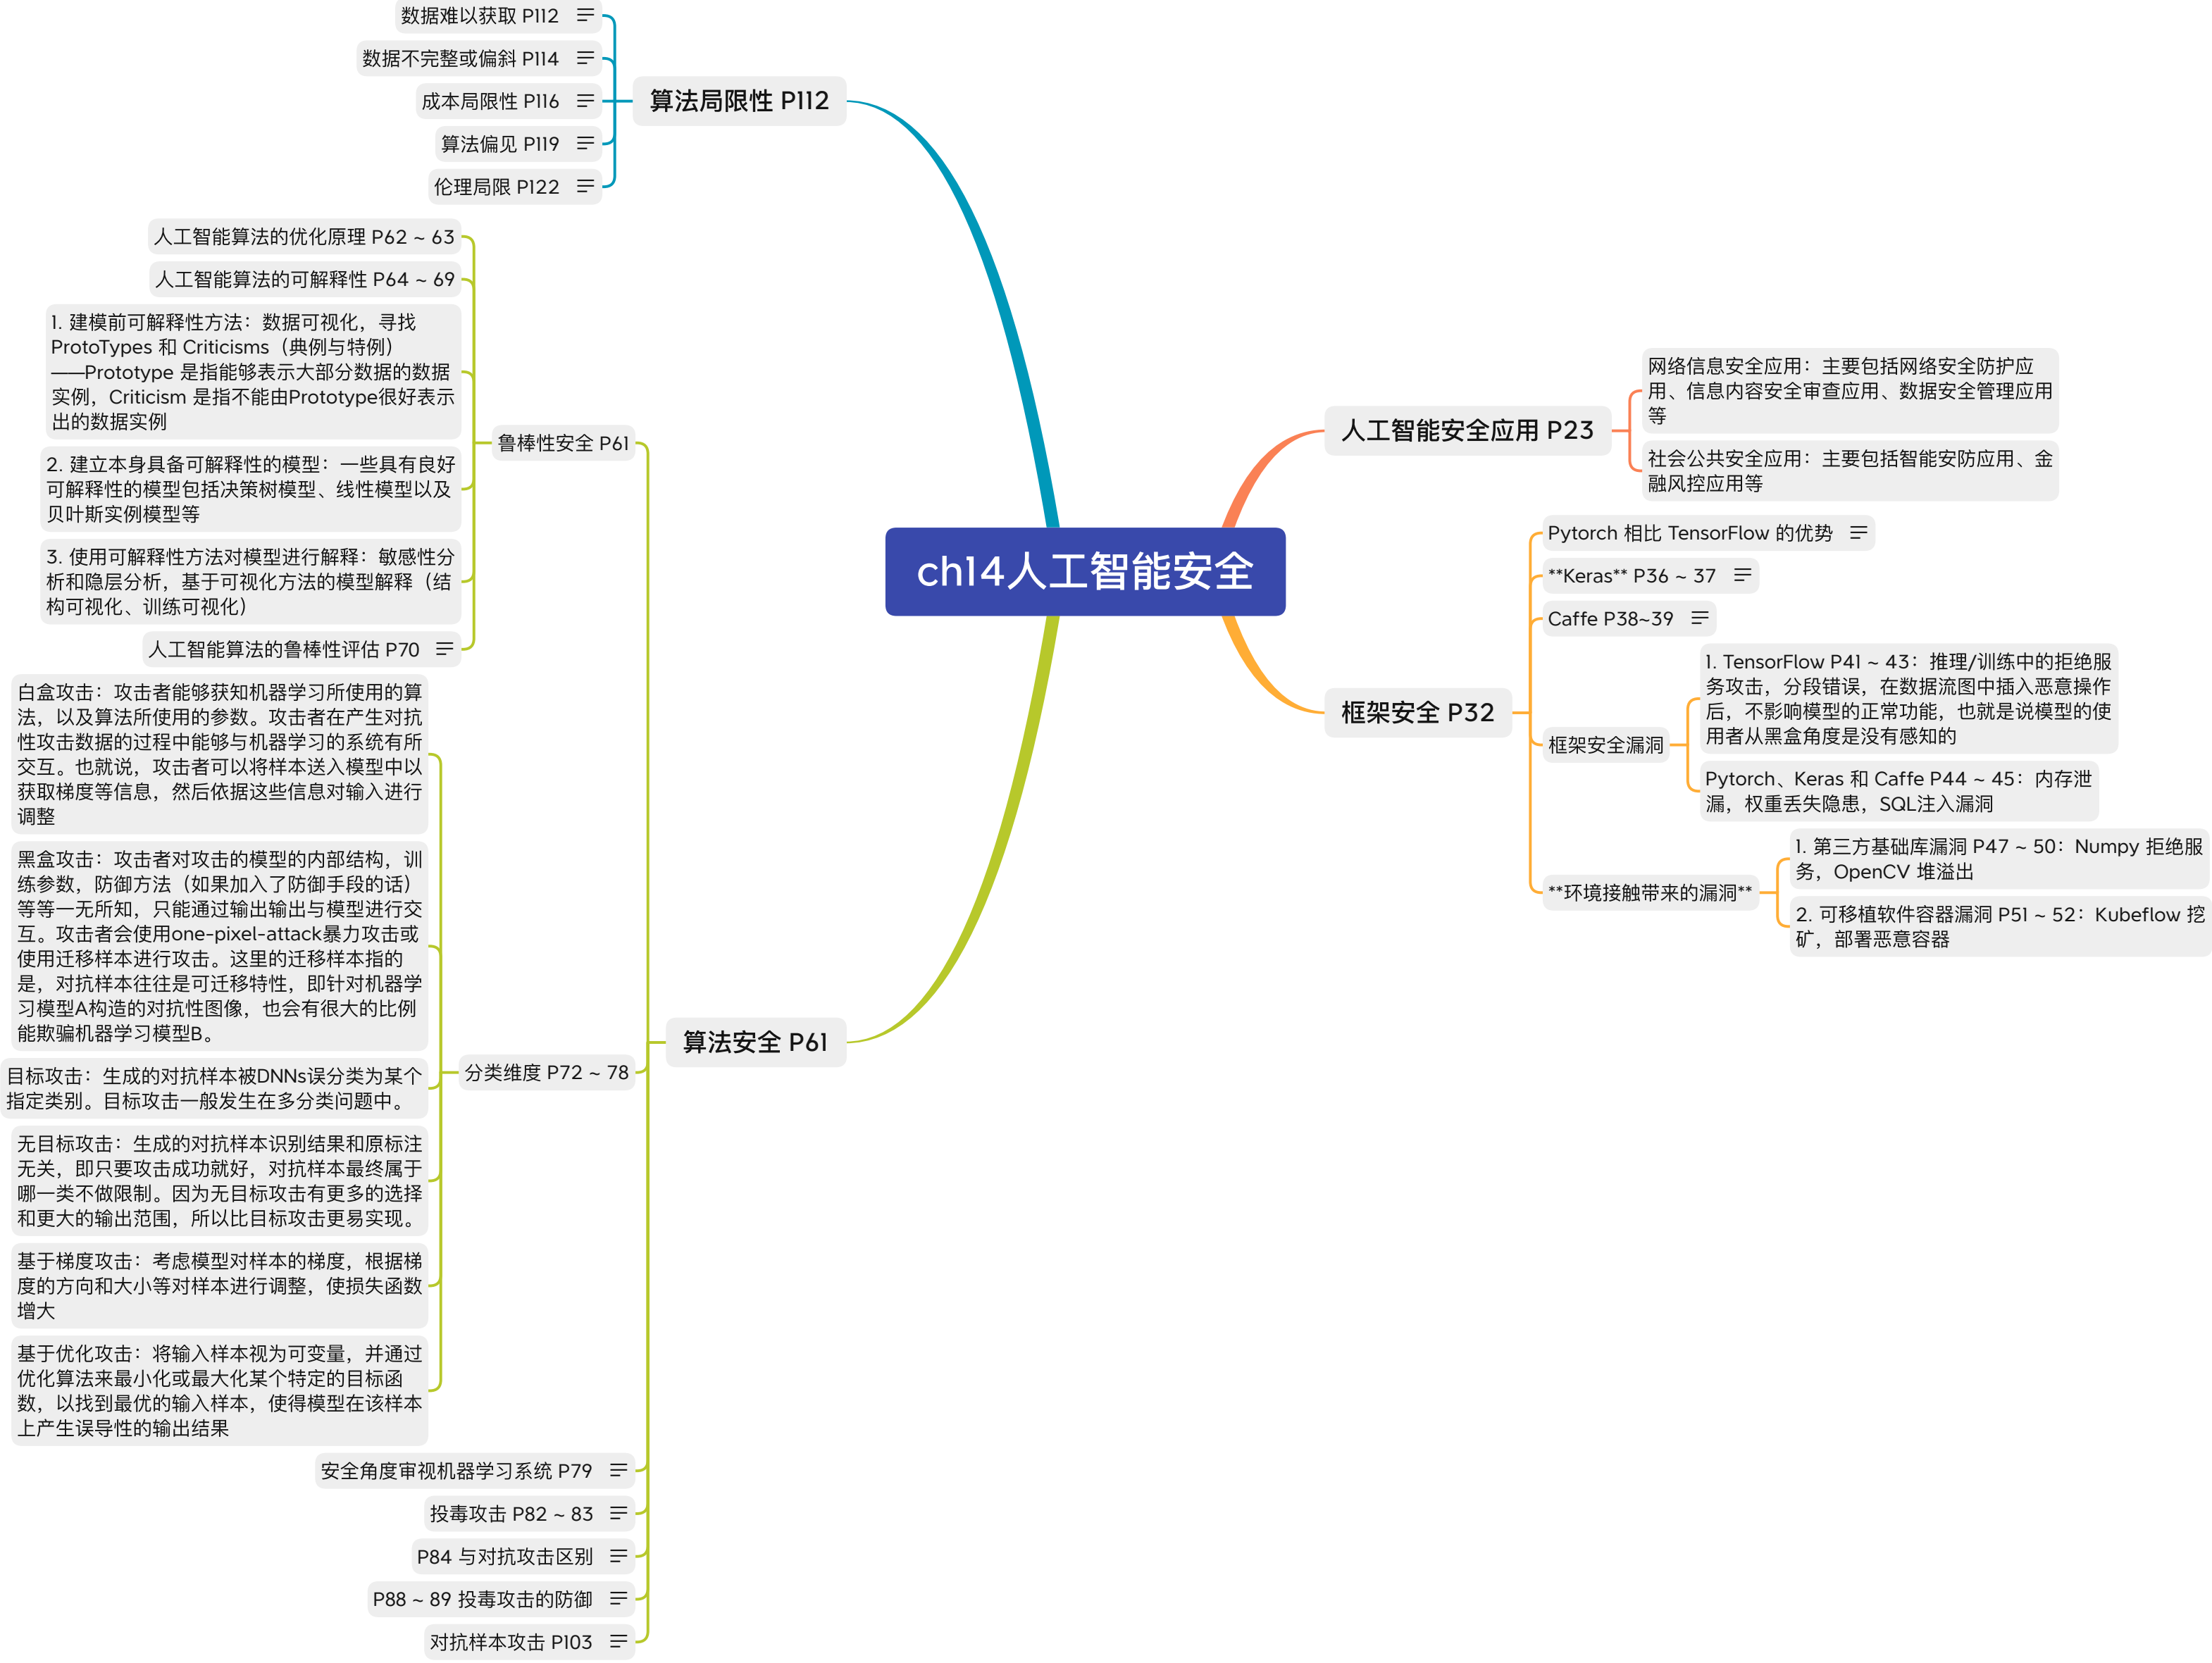 ch14人工智能安全
人工智能安全应用 P23
网络信息安全应用：主要包括网络安全防护应
用、信息内容安全审查应用、数据安全管理应用
等
社会公共安全应用：主要包括智能安防应用、金
融风控应用等
框架安全 P32
Pytorch 相比 TensorFlow 的优势
**Keras** P36 ~ 37
Caffe P38~39
框架安全漏洞
1. TensorFlow P41 ~ 43：推理/训练中的拒绝服
务攻击，分段错误，在数据流图中插入恶意操作
后，不影响模型的正常功能，也就是说模型的使
用者从黑盒角度是没有感知的
Pytorch、Keras 和 Caffe P44 ~ 45：内存泄
漏，权重丢失隐患，SQL注入漏洞
**环境接触带来的漏洞**
1. 第三方基础库漏洞 P47 ~ 50：Numpy 拒绝服
务，OpenCV 堆溢出
2. 可移植软件容器漏洞 P51 ~ 52：Kubeflow 挖
矿，部署恶意容器
算法安全 P61
鲁棒性安全 P61
人工智能算法的优化原理 P62 ~ 63
人工智能算法的可解释性 P64 ~ 69
1. 建模前可解释性方法：数据可视化，寻找
ProtoTypes 和 Criticisms（典例与特例）
——Prototype 是指能够表示大部分数据的数据
实例，Criticism 是指不能由Prototype很好表示
出的数据实例
2. 建立本身具备可解释性的模型：一些具有良好
可解释性的模型包括决策树模型、线性模型以及
贝叶斯实例模型等
3. 使用可解释性方法对模型进行解释：敏感性分
析和隐层分析，基于可视化方法的模型解释（结
构可视化、训练可视化）
人工智能算法的鲁棒性评估 P70
分类维度 P72 ~ 78
白盒攻击：攻击者能够获知机器学习所使用的算
法，以及算法所使用的参数。攻击者在产生对抗
性攻击数据的过程中能够与机器学习的系统有所
交互。也就说，攻击者可以将样本送入模型中以
获取梯度等信息，然后依据这些信息对输入进行
调整
黑盒攻击：攻击者对攻击的模型的内部结构，训
练参数，防御方法（如果加入了防御手段的话）
等等一无所知，只能通过输出输出与模型进行交
互。攻击者会使用one-pixel-attack暴力攻击或
使用迁移样本进行攻击。这里的迁移样本指的
是，对抗样本往往是可迁移特性，即针对机器学
习模型A构造的对抗性图像，也会有很大的比例
能欺骗机器学习模型B。
目标攻击：生成的对抗样本被DNNs误分类为某个
指定类别。目标攻击一般发生在多分类问题中。
无目标攻击：生成的对抗样本识别结果和原标注
无关，即只要攻击成功就好，对抗样本最终属于
哪一类不做限制。因为无目标攻击有更多的选择
和更大的输出范围，所以比目标攻击更易实现。
基于梯度攻击：考虑模型对样本的梯度，根据梯
度的方向和大小等对样本进行调整，使损失函数
增大
基于优化攻击：将输入样本视为可变量，并通过
优化算法来最小化或最大化某个特定的目标函
数，以找到最优的输入样本，使得模型在该样本
上产生误导性的输出结果
安全角度审视机器学习系统 P79
投毒攻击 P82 ~ 83
P84 与对抗攻击区别
P88 ~ 89 投毒攻击的防御
对抗样本攻击 P103
算法局限性 P112
数据难以获取 P112
数据不完整或偏斜 P114
成本局限性 P116
算法偏见 P119
伦理局限 P122